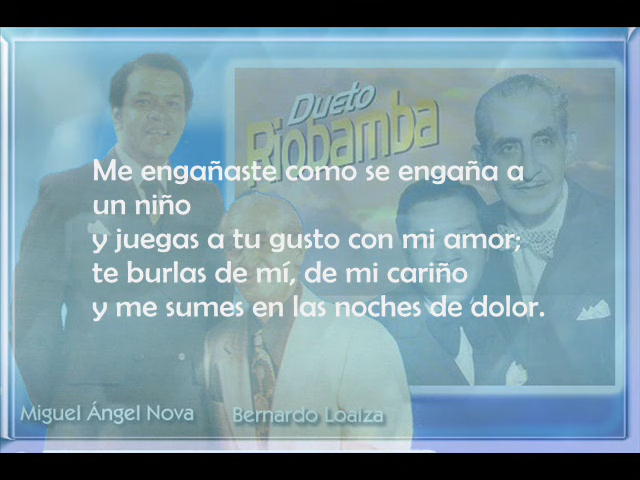 Dueto
Riobamba
Me engañaste como se engaña a
un niño
y juegas a tu gusto con mi amor;
te burlas de mí, de mi cariño
y me sumes en las noches de dolor.
Miguel Ángel Nova
Bernardo Loaiza